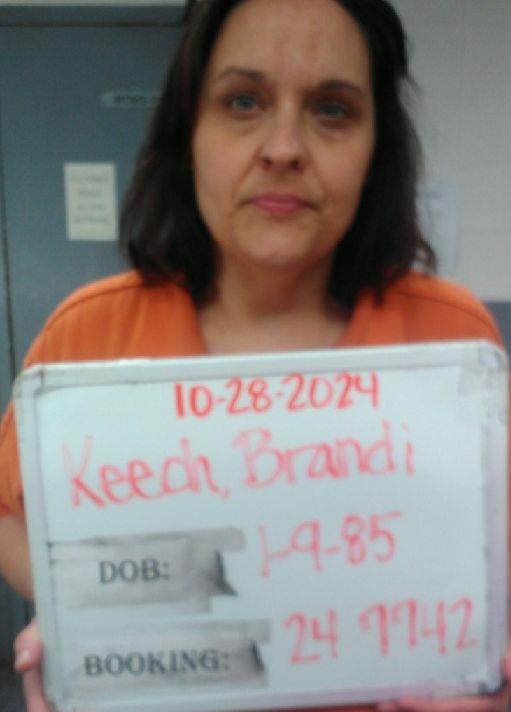 10-28-2024
Keech, Brandi
DOB: 1-9-85
BOOKING: 24-7742